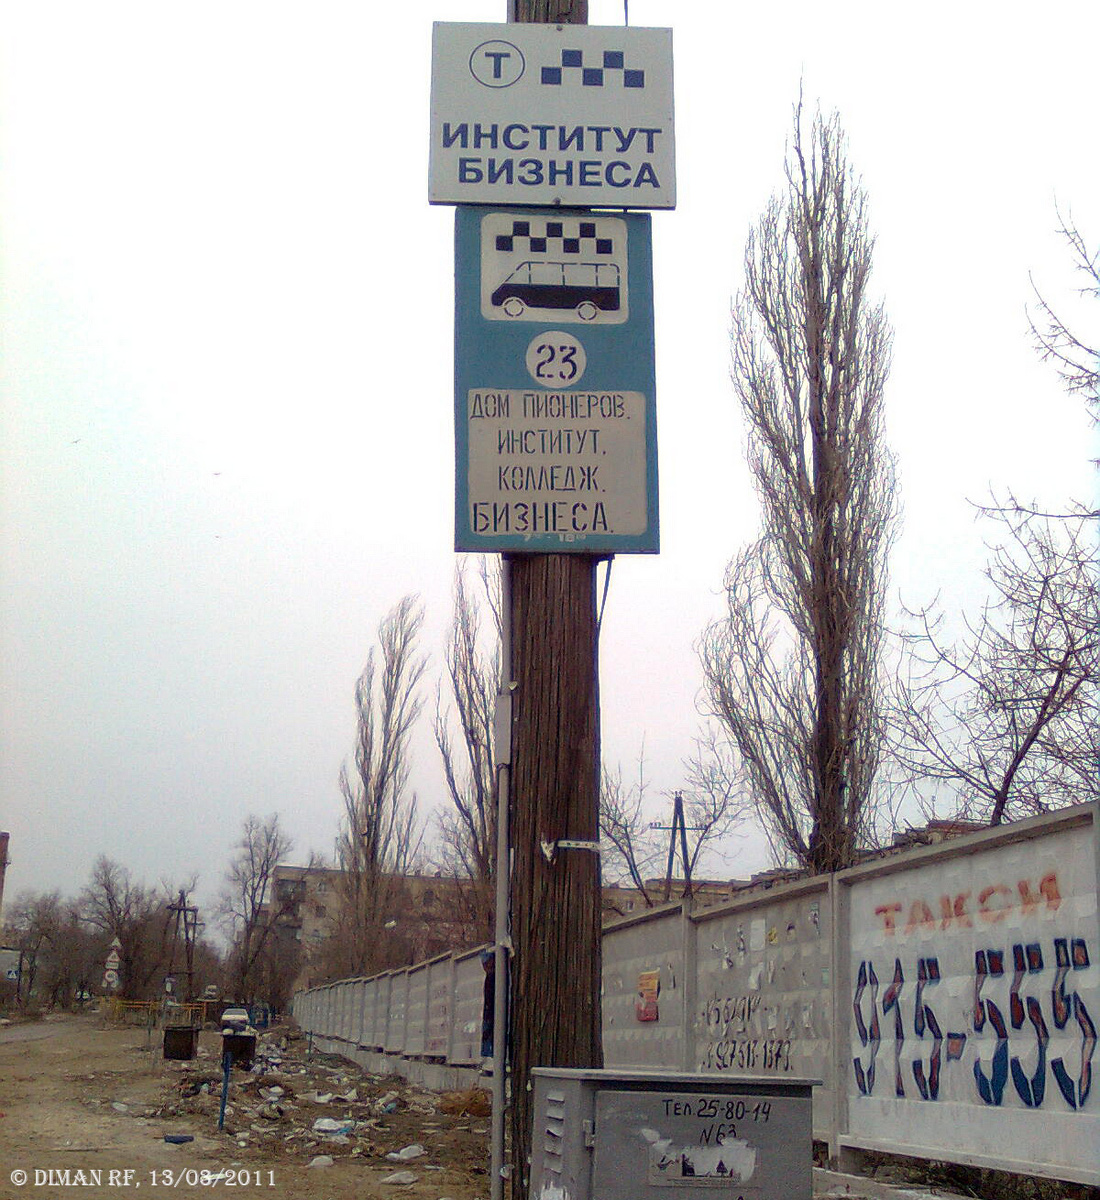 Т
ИНСТИТУТ
БИЗНЕСА
23
ДОМ ПИОНЕРОВ.
ИНСТИТУТ.
КОЛЛЕДЖ.
БИЗНЕСА.
ТАКСИ
915-555
ТЕЛ. 25-80-14
N63
© DIMAN RF, 13/03/2011